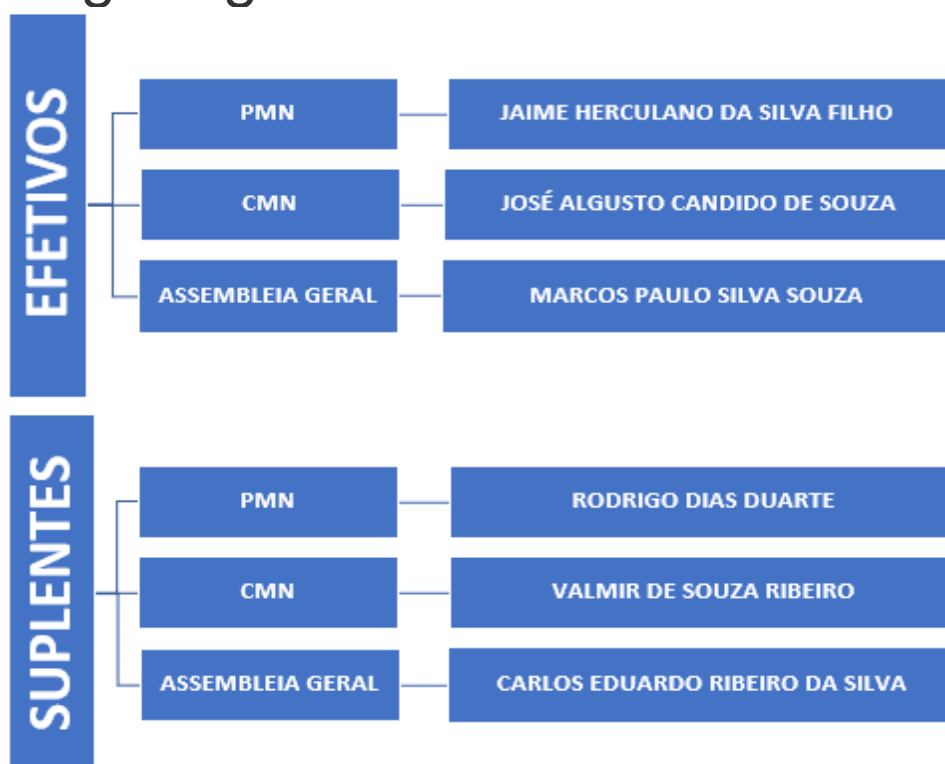 EFETIVOS
PMN
JAIME HERCULANO DA SILVA FILHO
CMN
JOSÉ ALGUSTO CANDIDO DE SOUZA
ASSEMBLEIA GERAL
MARCOS PAULO SILVA SOUZA
SUPLENTES
PMN
RODRIGO DIAS DUARTE
CMN
VALMIR DE SOUZA RIBEIRO
ASSEMBLEIA GERAL
CARLOS EDUARDO RIBEIRO DA SILVA